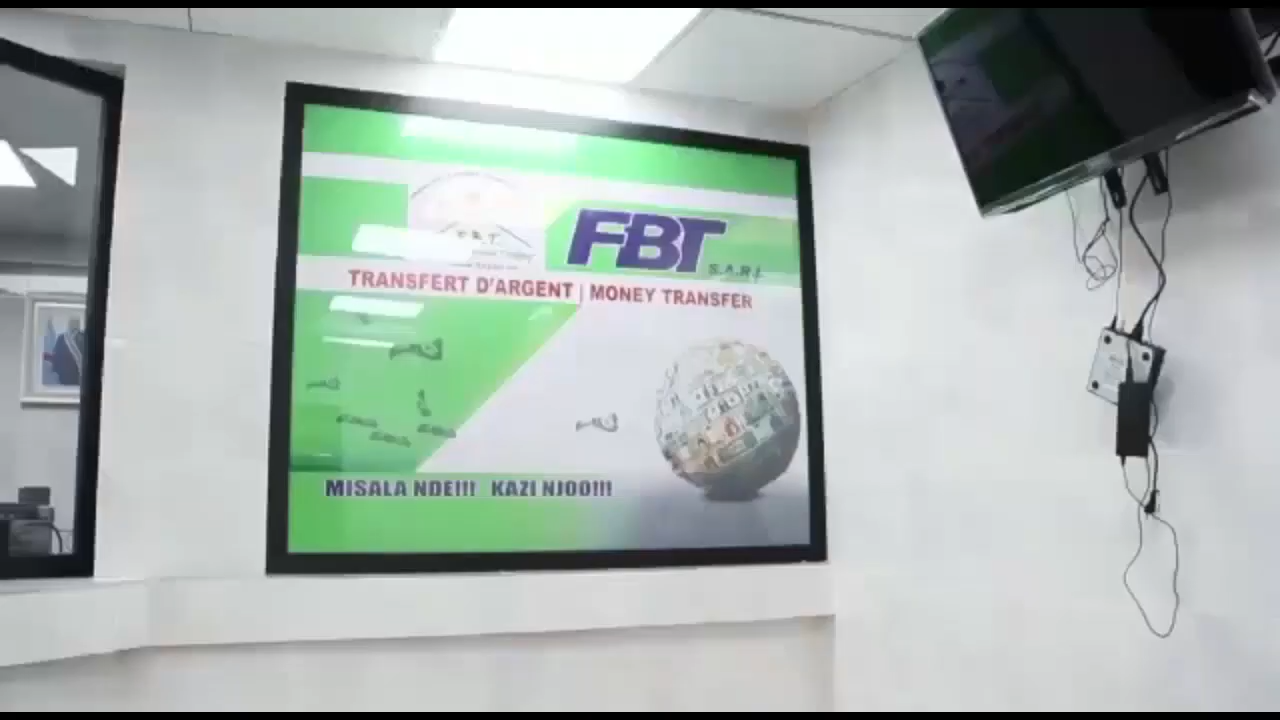 F.B.T
FBT
S.A.R.L
TRANSFERT D'ARGENT | MONEY TRANSFER
MISALA NDE!!! KAZI NJOO!!!